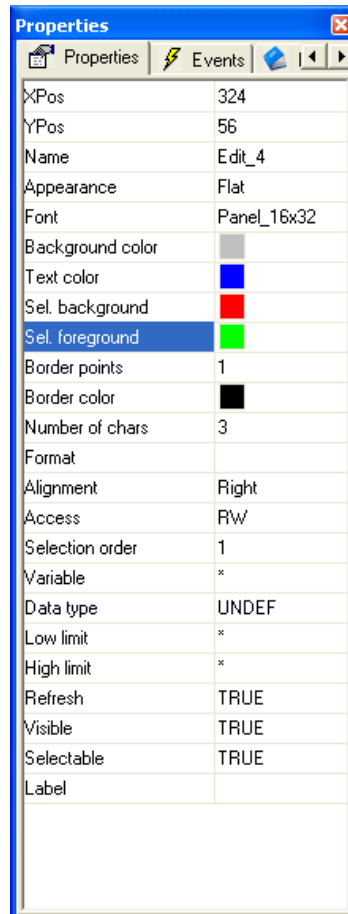 Properties
Properties Events
XPos 324
YPos 56
Name Edit_4
Appearance Flat
Font Panel_16x32
Background color
Text color
Sel. background
Sel. foreground
Border points 1
Border color
Number of chars 3
Format
Alignment Right
Access RW
Selection order 1
Variable *
Data type UNDEF
Low limit *
High limit *
Refresh TRUE
Visible TRUE
Selectable TRUE
Label